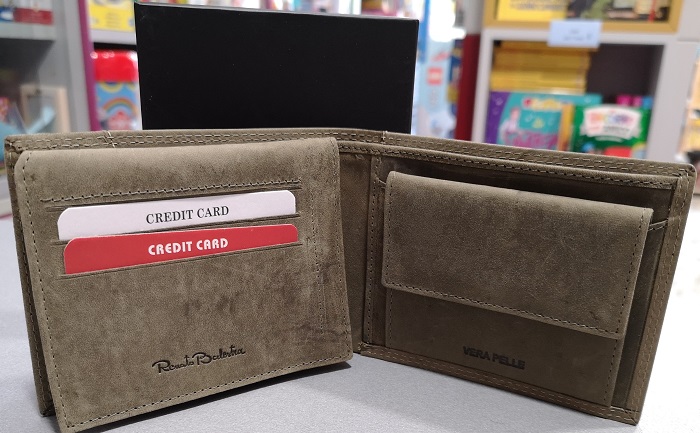 CREDIT CARD
CREDIT CARD
Renato Balestra
VERA PELLE